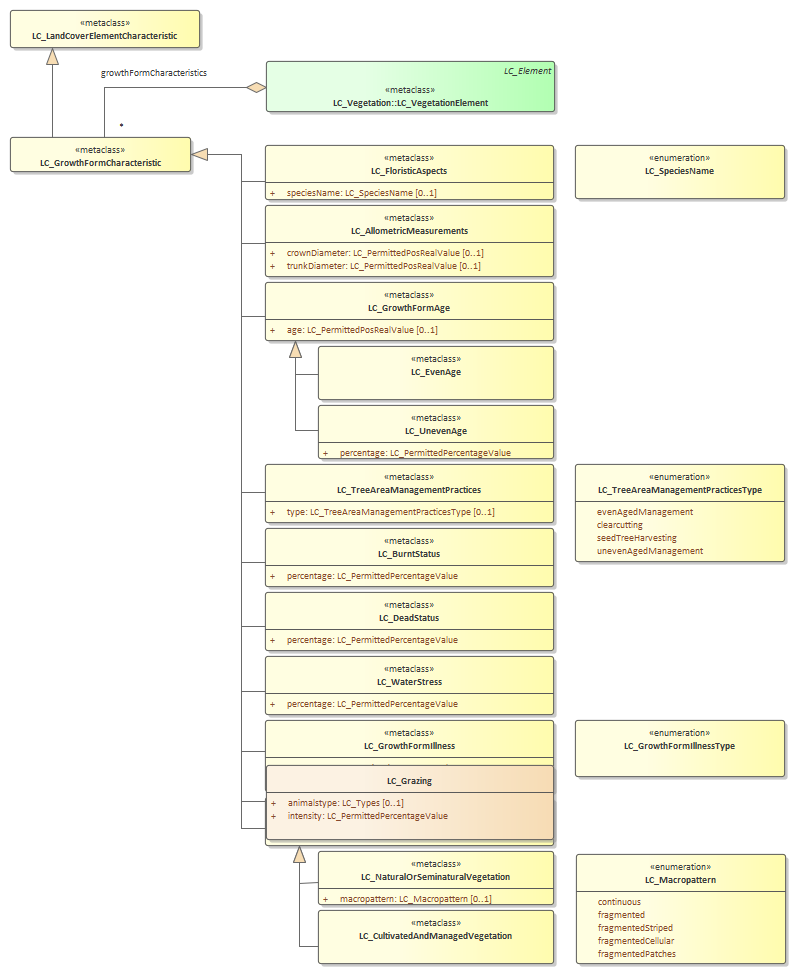 «metaclass»
LC_LandCoverElementCharacteristic
growthFormCharacteristics
LC_Element
«metaclass»
LC_Vegetation::LC_VegetationElement
*
«metaclass»
LC_GrowthFormCharacteristic
«metaclass»
LC_FloristicAspects
+ speciesName: LC_SpeciesName [0..1]
«enumeration»
LC_SpeciesName
«metaclass»
LC_AllometricMeasurements
+ crownDiameter: LC_PermittedPosRealValue [0..1]
+ trunkDiameter: LC_PermittedPosRealValue [0..1]
«metaclass»
LC_GrowthFormAge
+ age: LC_PermittedPosRealValue [0..1]
«metaclass»
LC_EvenAge
«metaclass»
LC_UnevenAge
+ percentage: LC_PermittedPercentageValue
«metaclass»
LC_TreeAreaManagementPractices
+ type: LC_TreeAreaManagementPracticesType [0..1]
«enumeration»
LC_TreeAreaManagementPracticesType
evenAgedManagement
clearcutting
seedTreeHarvesting
unevenAgedManagement
«metaclass»
LC_BurntStatus
+ percentage: LC_PermittedPercentageValue
«metaclass»
LC_DeadStatus
+ percentage: LC_PermittedPercentageValue
«metaclass»
LC_WaterStress
+ percentage: LC_PermittedPercentageValue
«metaclass»
LC_GrowthFormIllness
«enumeration»
LC_GrowthFormIllnessType
LC_Grazing
+ animalstype: LC_Types [0..1]
+ intensity: LC_PermittedPercentageValue
«metaclass»
LC_NaturalOrSeminaturalVegetation
+ macropattern: LC_Macropattern [0..1]
«metaclass»
LC_CultivatedAndManagedVegetation
«enumeration»
LC_Macropattern
continuous
fragmented
fragmentedStriped
fragmentedCellular
fragmentedPatches